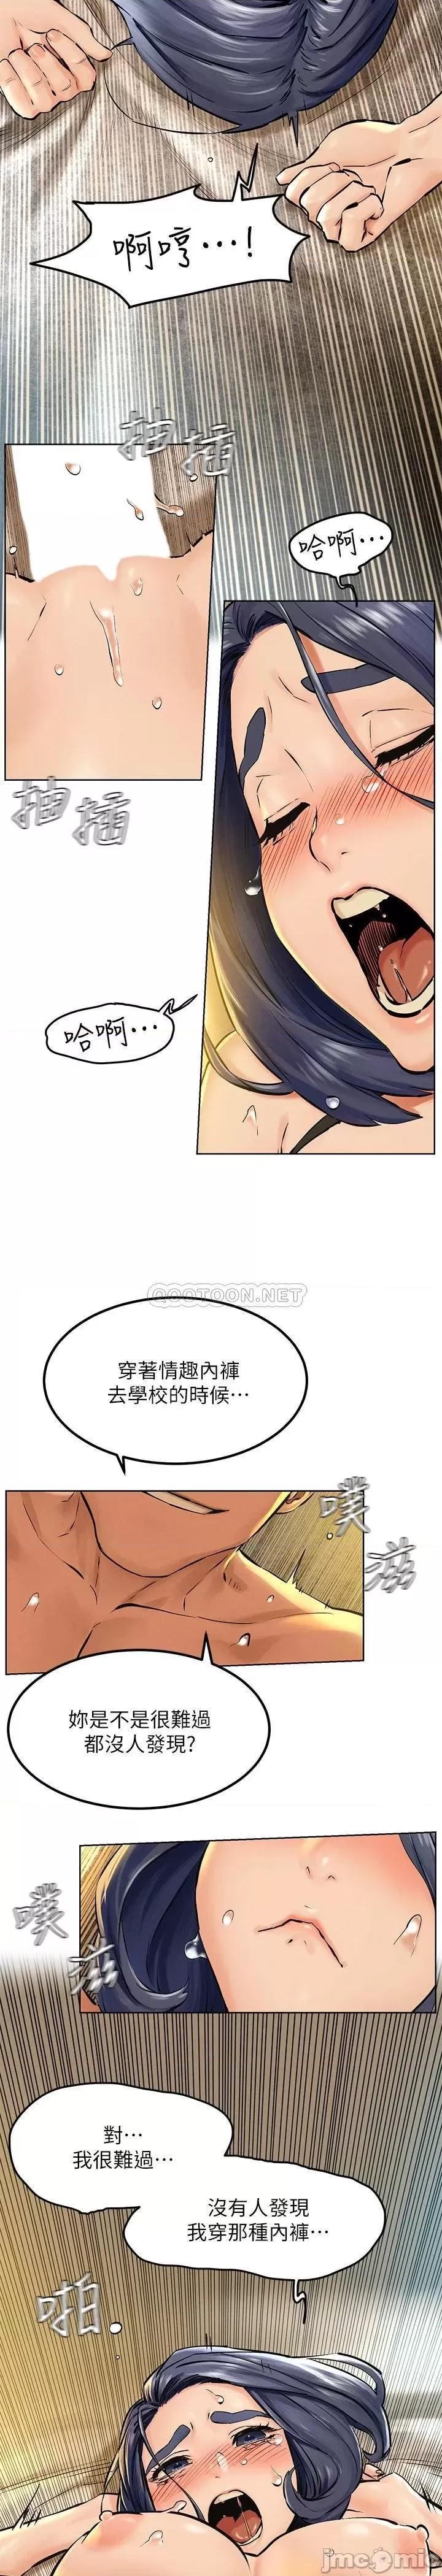 啊哼…!
抽插
哈啊…
抽插
哈啊…
QOOTOON.NET
穿著情趣內褲
去學校的時候…
噗滋
妳是不是很難過
都沒人發現?
噗滋
對…
我很難過…
沒有人發現
我穿那種內褲…
啪
jmcomic